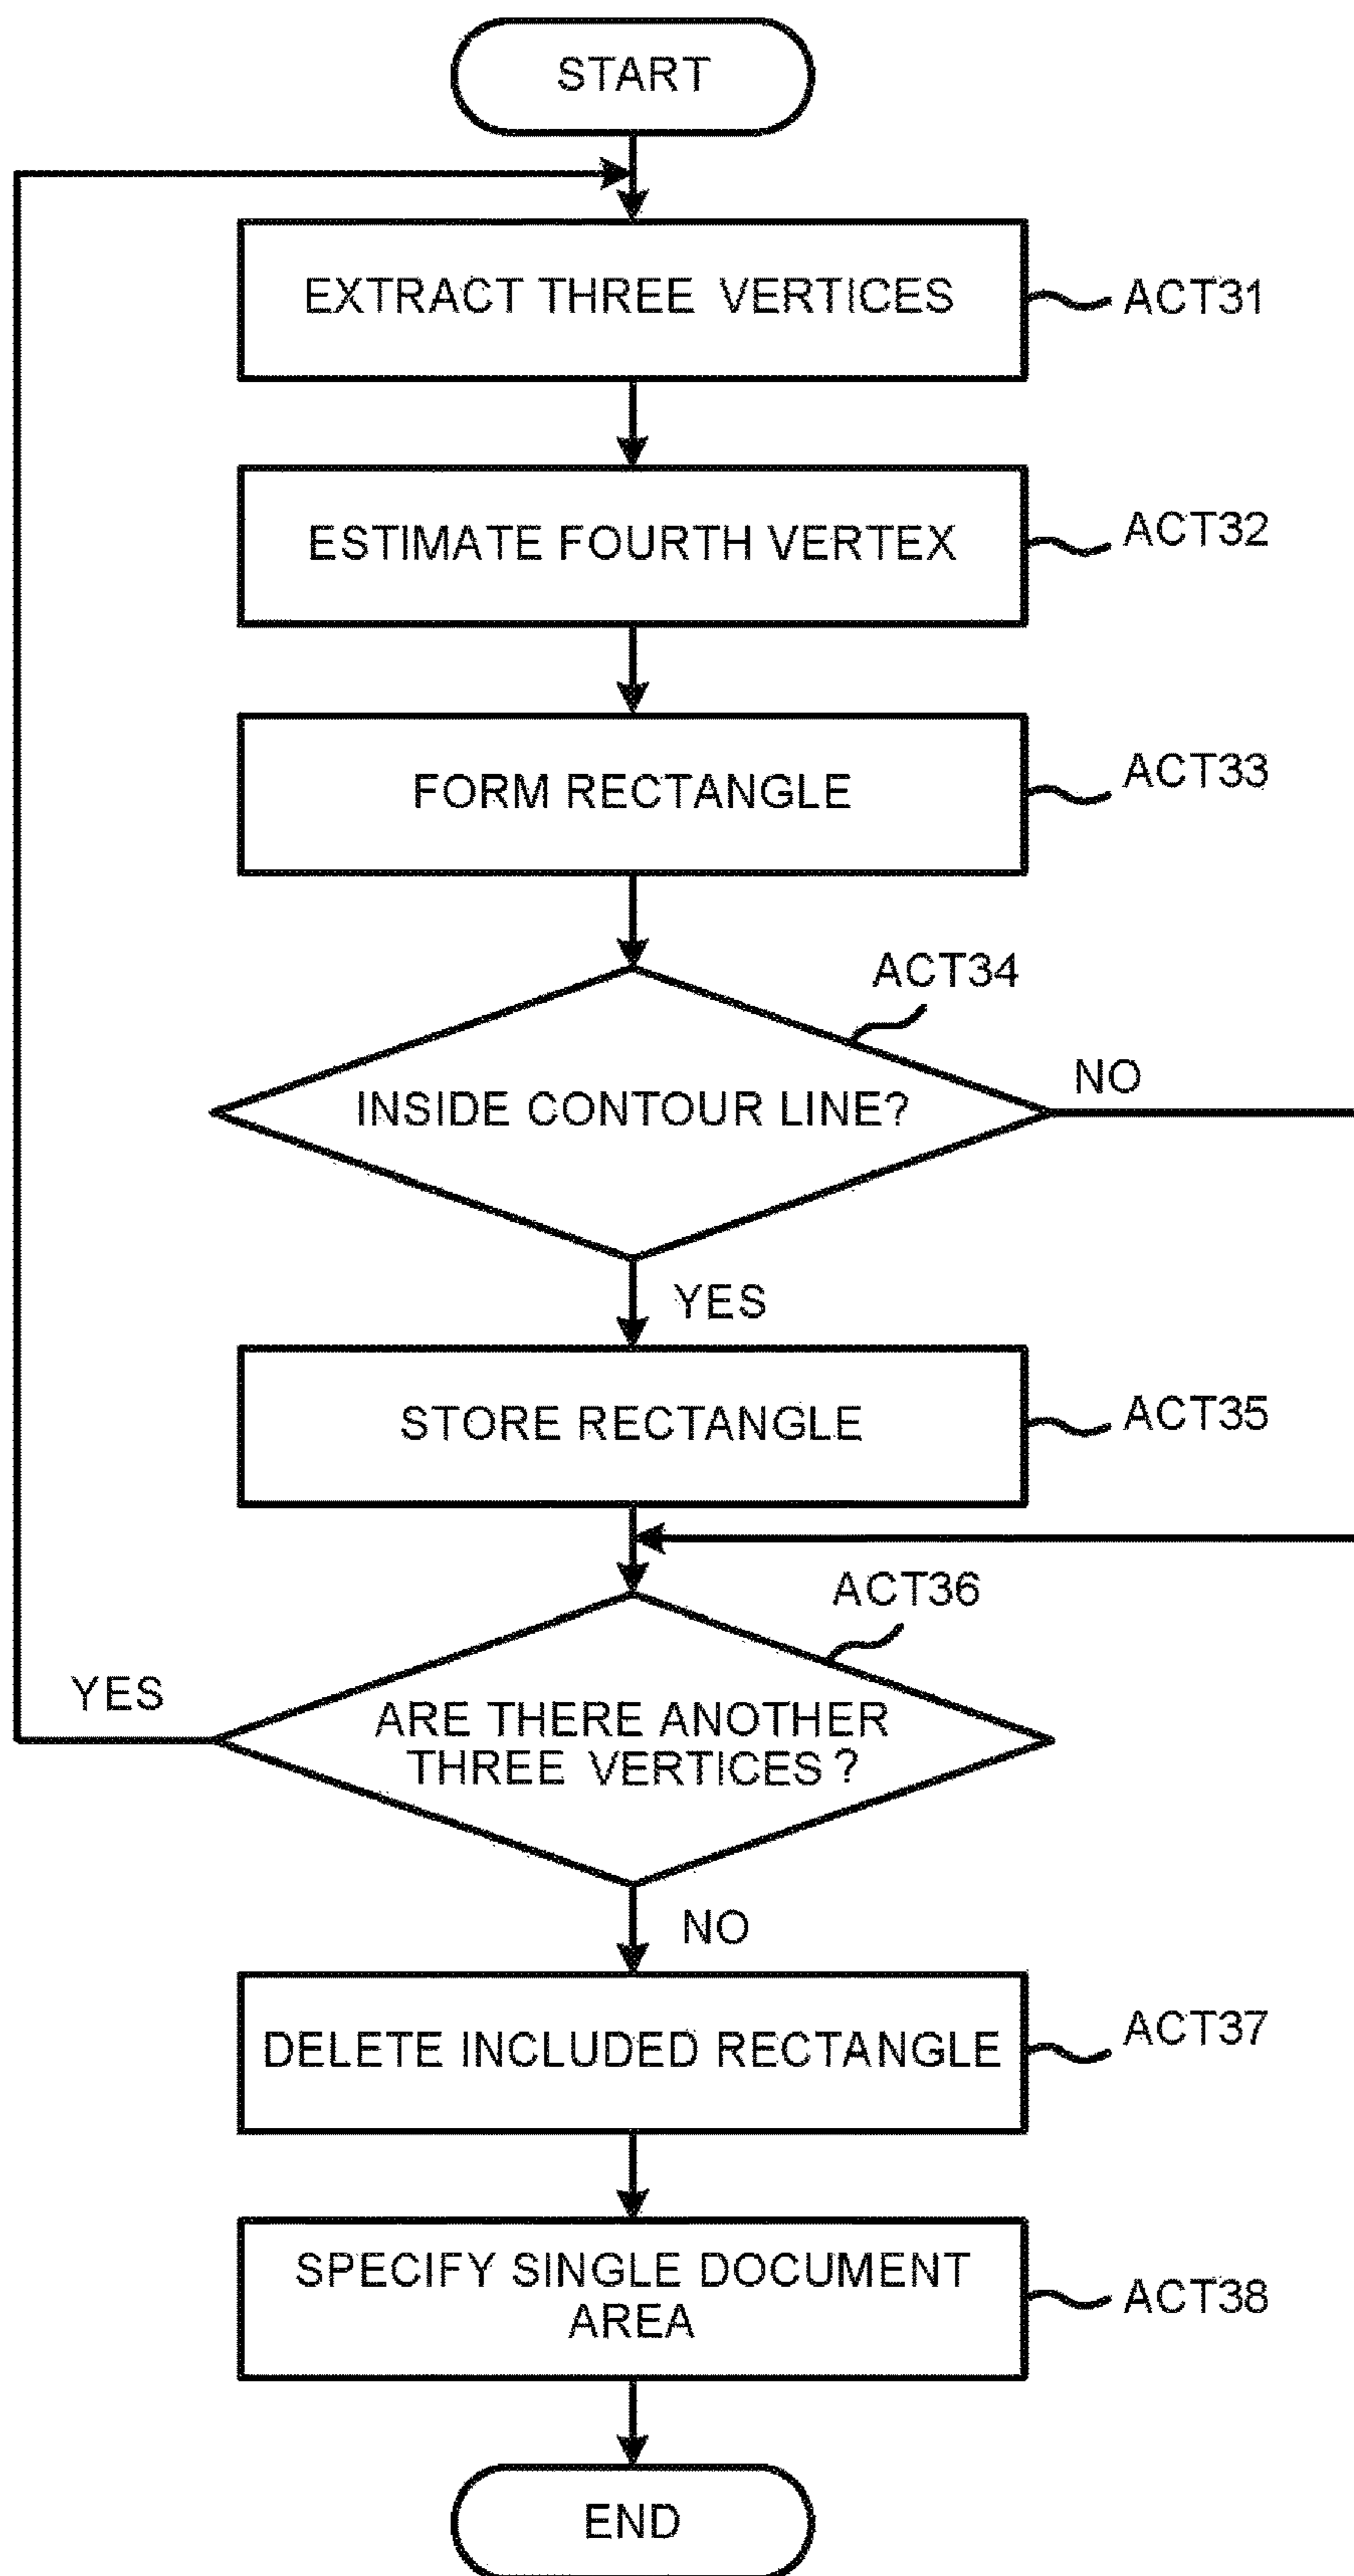 START
EXTRACT THREE VERTICES
ACT31
ESTIMATE FOURTH VERTEX
ACT32
FORM RECTANGLE
ACT33
ACT34
INSIDE CONTOUR LINE?
NO
YES
STORE RECTANGLE
ACT35
ACT36
YES
ARE THERE ANOTHER
THREE VERTICES?
NO
DELETE INCLUDED RECTANGLE
ACT37
SPECIFY SINGLE DOCUMENT
AREA
ACT38
END